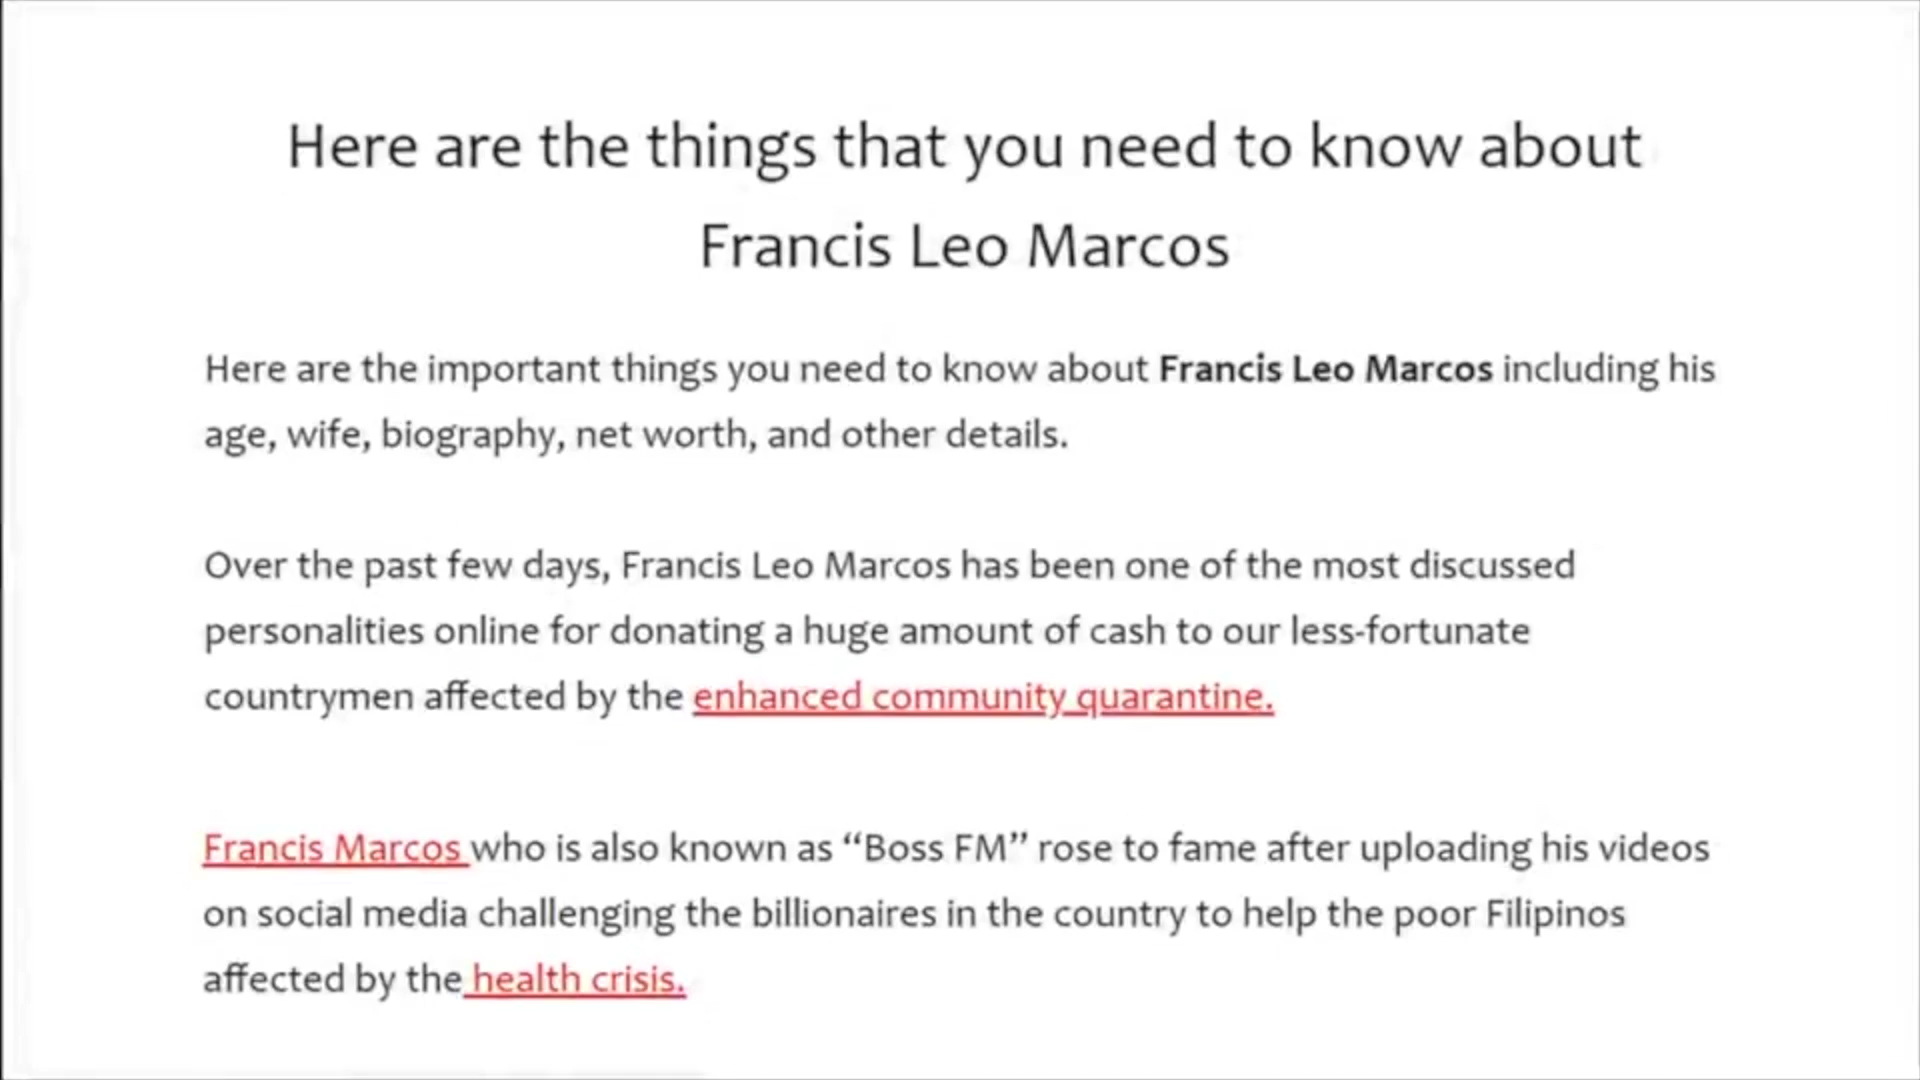 Here are the things that you need to know about
Francis Leo Marcos
Here are the important things you need to know about Francis Leo Marcos including his
age, wife, biography, net worth, and other details.
Over the past few days, Francis Leo Marcos has been one of the most discussed
personalities online for donating a huge amount of cash to our less-fortunate
countrymen affected by the enhanced community quarantine.
Francis Marcos who is also known as “Boss FM” rose to fame after uploading his videos
on social media challenging the billionaires in the country to help the poor Filipinos
affected by the health crisis.